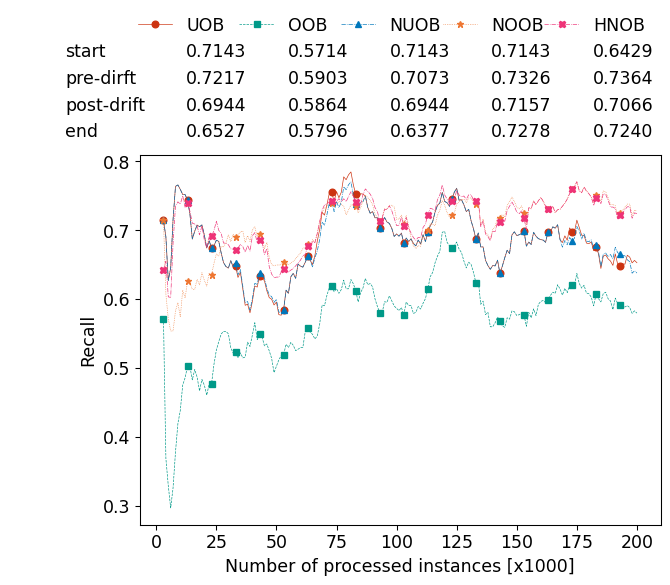 UOB OOB NUOB NOOB HNOB
start 0.7143 0.5714 0.7143 0.7143 0.6429
pre-dirft 0.7217 0.5903 0.7073 0.7326 0.7364
post-drift 0.6944 0.5864 0.6944 0.7157 0.7066
end 0.6527 0.5796 0.6377 0.7278 0.7240
0.8
0.7
0.6
0.5
0.4
0.3
Recall
0 25 50 75 100 125 150 175 200
Number of processed instances [x1000]